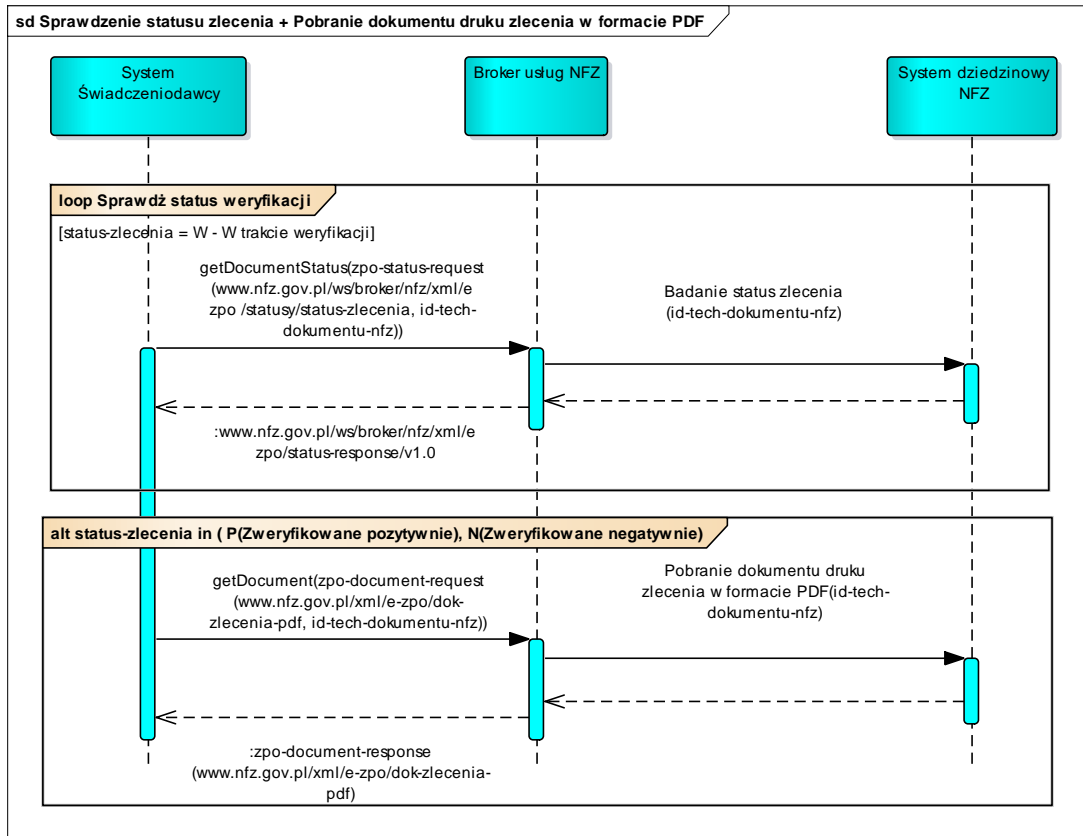 sd Sprawdzenie statusu zlecenia + Pobranie dokumentu druku zlecenia w formacie PDF
System
Świadczeniodawcy
Broker usług NFZ
System dziedzinowy
NFZ
loop Sprawdź status weryfikacji
[status-zlecenia = W - W trakcie weryfikacji]
getDocumentStatus(zpo-status-request
(www.nfz.gov.pl/ws/broker/nfz/xml/e
zpo /statusy/status-zlecenia, id-tech-
dokumentu-nfz))
Badanie status zlecenia
(id-tech-dokumentu-nfz)
:www.nfz.gov.pl/ws/broker/nfz/xml/e
zpo/status-response/v1.0
alt status-zlecenia in ( P(Zweryfikowane pozytywnie), N(Zweryfikowane negatywnie)
getDocument(zpo-document-request
(www.nfz.gov.pl/xml/e-zpo/dok-
zlecenia-pdf, id-tech-dokumentu-nfz))
Pobranie dokumentu druku
zlecenia w formacie PDF(id-tech-
dokumentu-nfz)
:zpo-document-response
(www.nfz.gov.pl/xml/e-zpo/dok-zlecenia-
pdf)